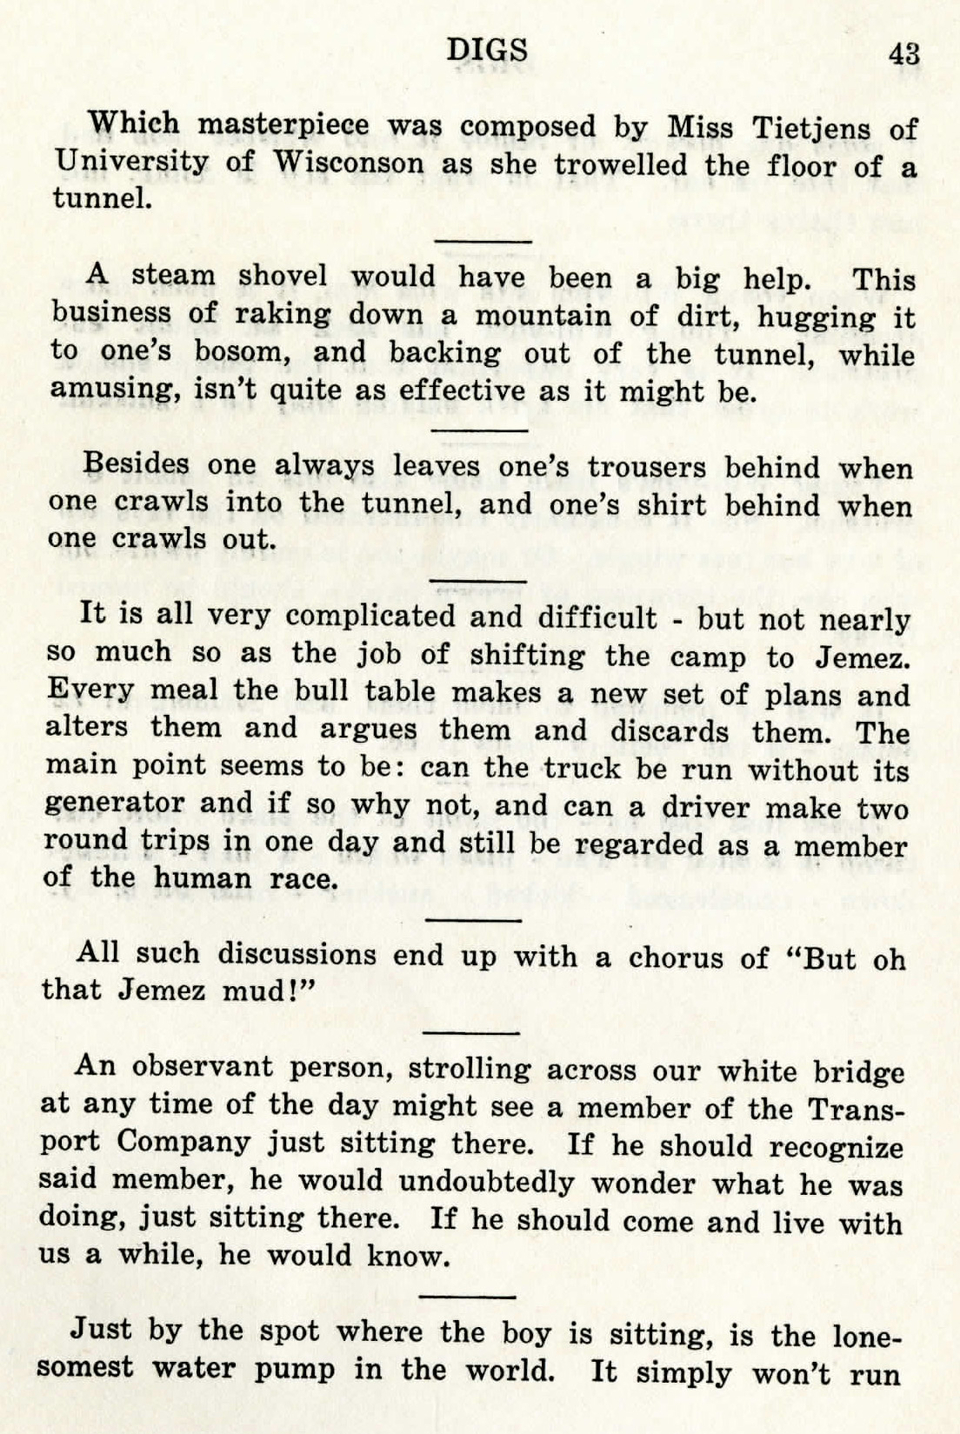 DIGS 43
Which masterpiece was composed by Miss Tietjens of
University of Wisconson as she trowelled the floor of a
tunnel.
A steam shovel would have been a big help. This
business of raking down a mountain of dirt, hugging it
to one's bosom, and backing out of the tunnel, while
amusing, isn't quite as effective as it might be.
Besides one always leaves one's trousers behind when
one crawls into the tunnel, and one's shirt behind when
one crawls out.
It is all very complicated and difficult - but not nearly
so much so as the job of shifting the camp to Jemez.
Every meal the bull table makes a new set of plans and
alters them and argues them and discards them. The
main point seems to be: can the truck be run without its
generator and if so why not, and can a driver make two
round trips in one day and still be regarded as a member
of the human race.
All such discussions end up with a chorus of “But oh
that Jemez mud!”
An observant person, strolling across our white bridge
at any time of the day might see a member of the Trans-
port Company just sitting there. If he should recognize
said member, he would undoubtedly wonder what he was
doing, just sitting there. If he should come and live with
us a while, he would know.
Just by the spot where the boy is sitting, is the lone-
somest water pump in the world. It simply won't run